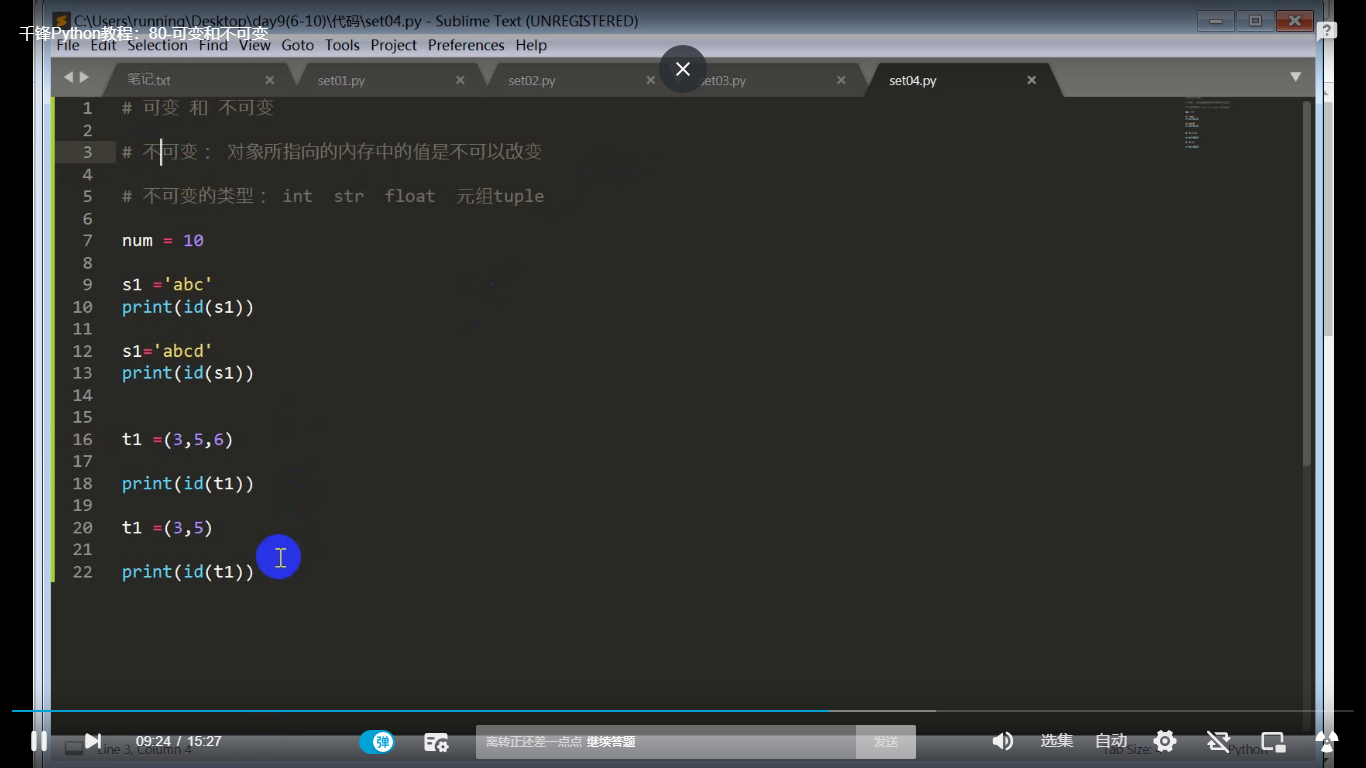 C:\Users\running\Desktop\day9(6-10)\代码\set04.py - Sublime Text (UNREGISTERED)
千锋Python教程：80-可变和不可变
File Edit Selection Find View Goto Tools Project Preferences Help
笔记.txt set01.py set02.py set03.py set04.py
1 # 可变 和 不可变
2
3 # 不可变： 对象所指向的内存中的值是不可以改变
4
5 # 不可变的类型： int str float 元组tuple
6
7 num = 10
8
9 s1 ='abc'
10 print(id(s1))
11
12 s1='abcd'
13 print(id(s1))
14
15
16 t1 =(3,5,6)
17
18 print(id(t1))
19
20 t1 =(3,5)
21
22 print(id(t1))
09:24 / 15:27
弹
离转正还差一点点 继续答题
发送
选集
自动
Line 3, Column 4
Tab Size: 4
Python